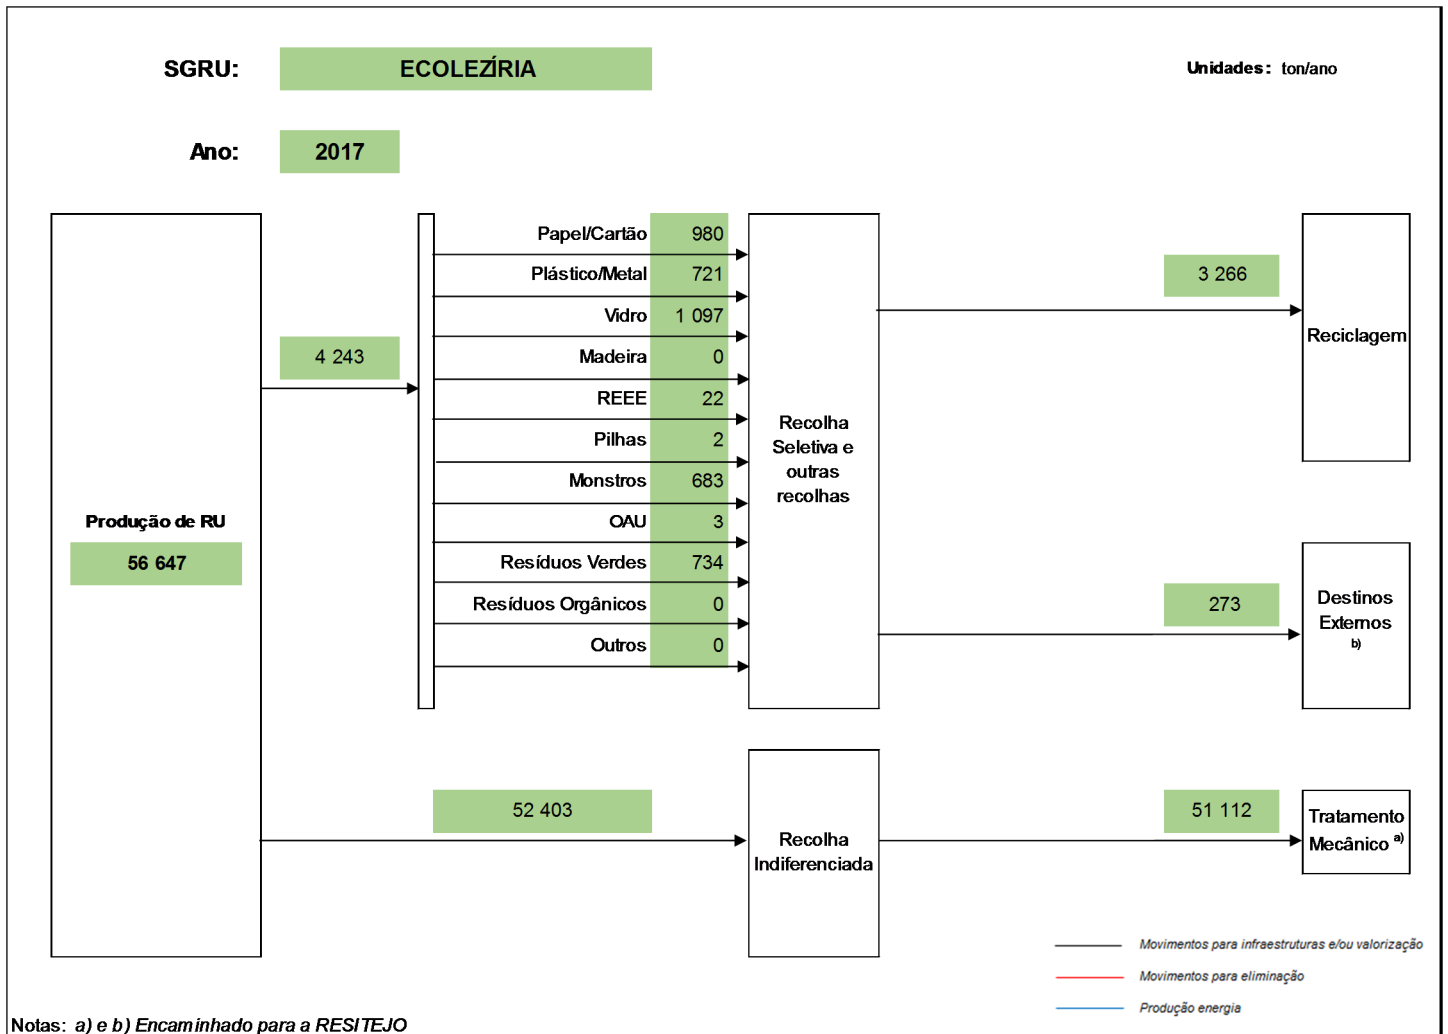 SGRU: ECOLEZÍRIA Unidades: ton/ano
Ano: 2017
Produção de RU
56 647
4 243
Papel/Cartão 980
Plástico/Metal 721
Vidro 1 097
Madeira 0
REEE 22
Pilhas 2
Monstros 683
OAU 3
Resíduos Verdes 734
Resíduos Orgânicos 0
Outros 0
Recolha
Seletiva e
outras
recolhas
3 266
Reciclagem
273
Destinos
Externos
b)
52 403
Recolha
Indiferenciada
51 112
Tratamento
Mecânico a)
Movimentos para infraestruturas e/ou valorização
Movimentos para eliminação
Produção energia
Notas: a) e b) Encaminhado para a RESITEJO